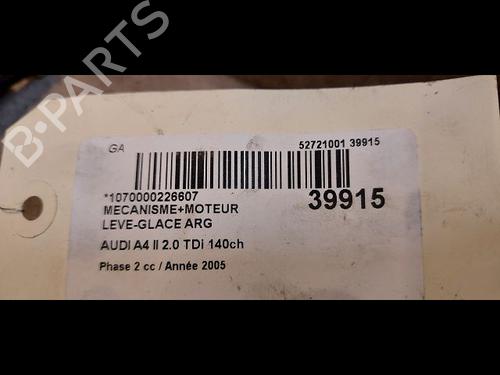 B-PARTS
GA
52721001 39915
*1070000226607
39915
MECANISME+MOTEUR
LEVE-GLACE ARG
AUDI A4 II 2.0 TDi 140ch
Phase 2 cc / Année 2005